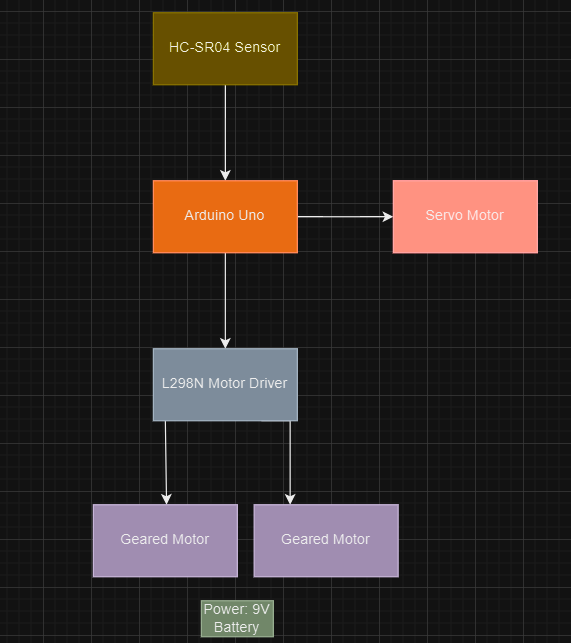 HC-SR04 Sensor
Arduino Uno
Servo Motor
L298N Motor Driver
Geared Motor
Geared Motor
Power: 9V
Battery